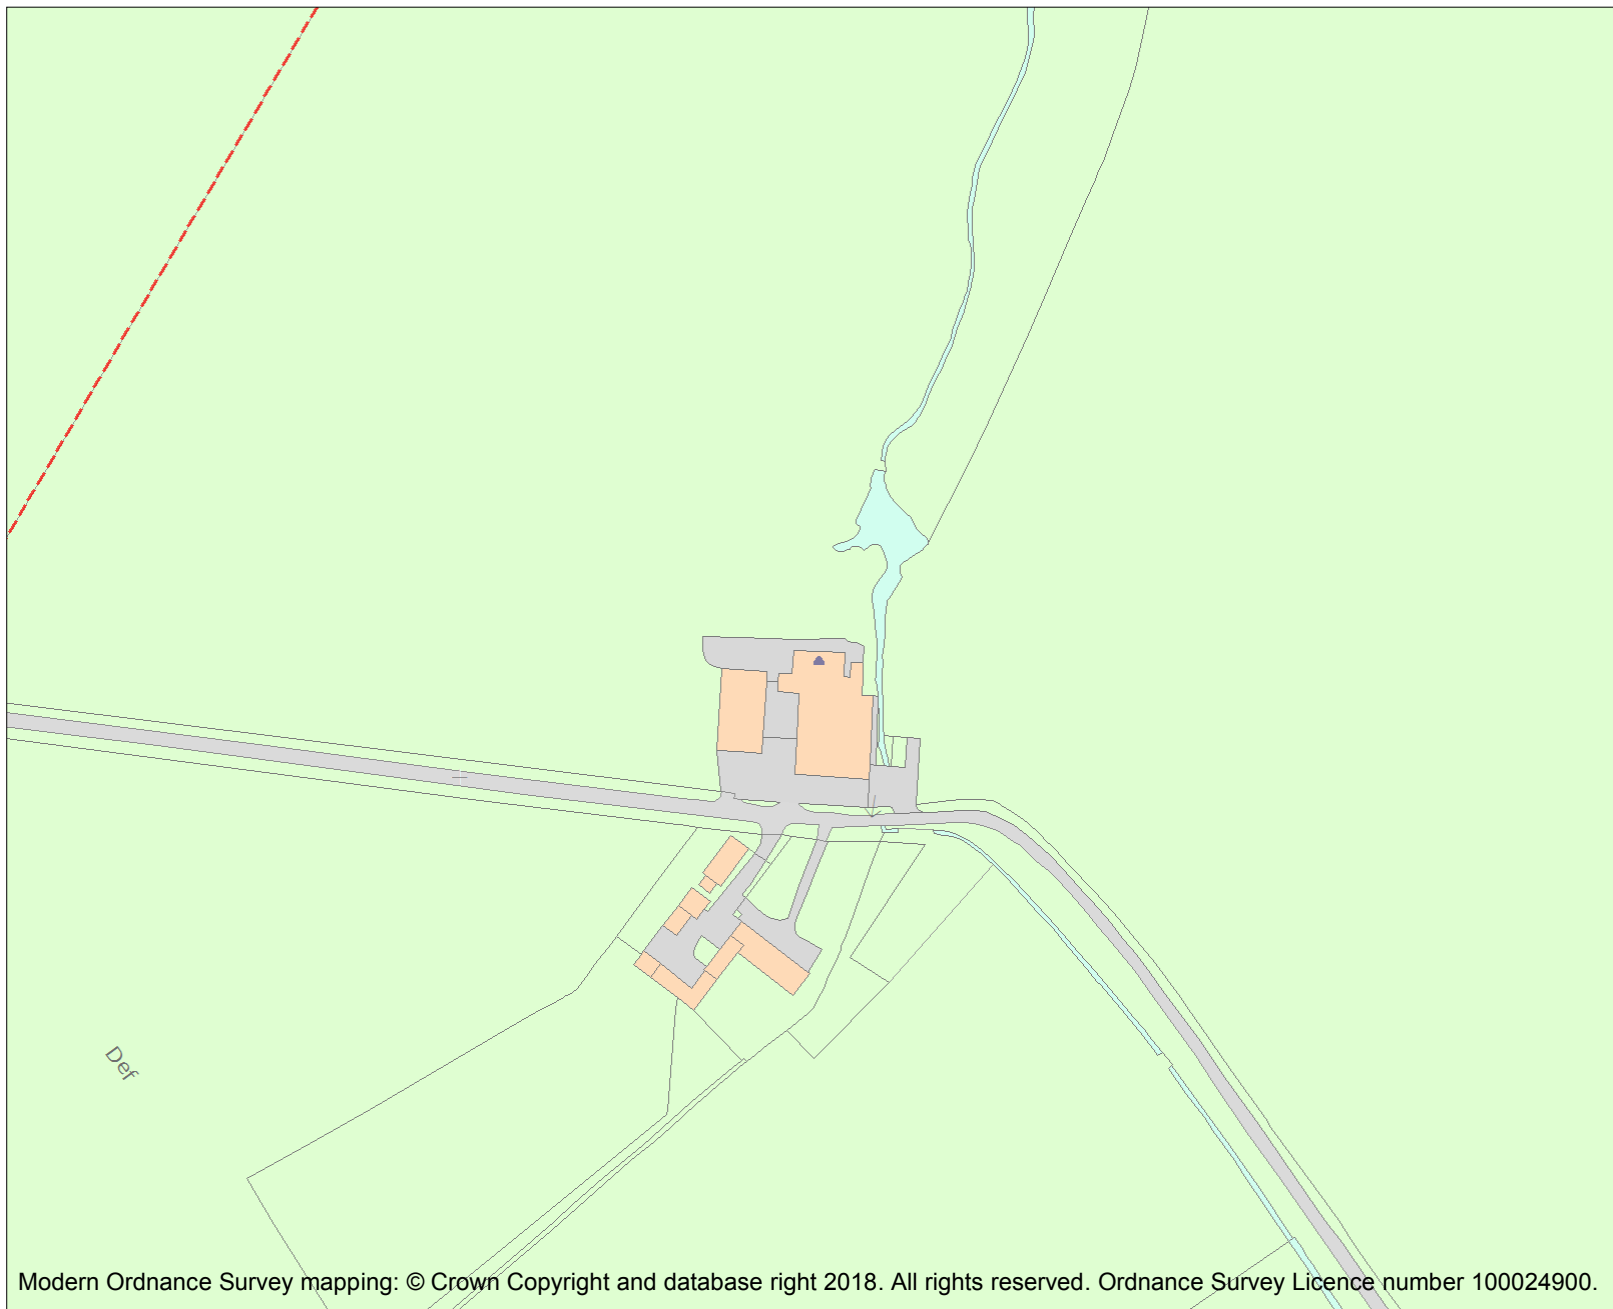 Def
Modern Ordnance Survey mapping: © Crown Copyright and database right 2018. All rights reserved. Ordnance Survey Licence number 100024900.